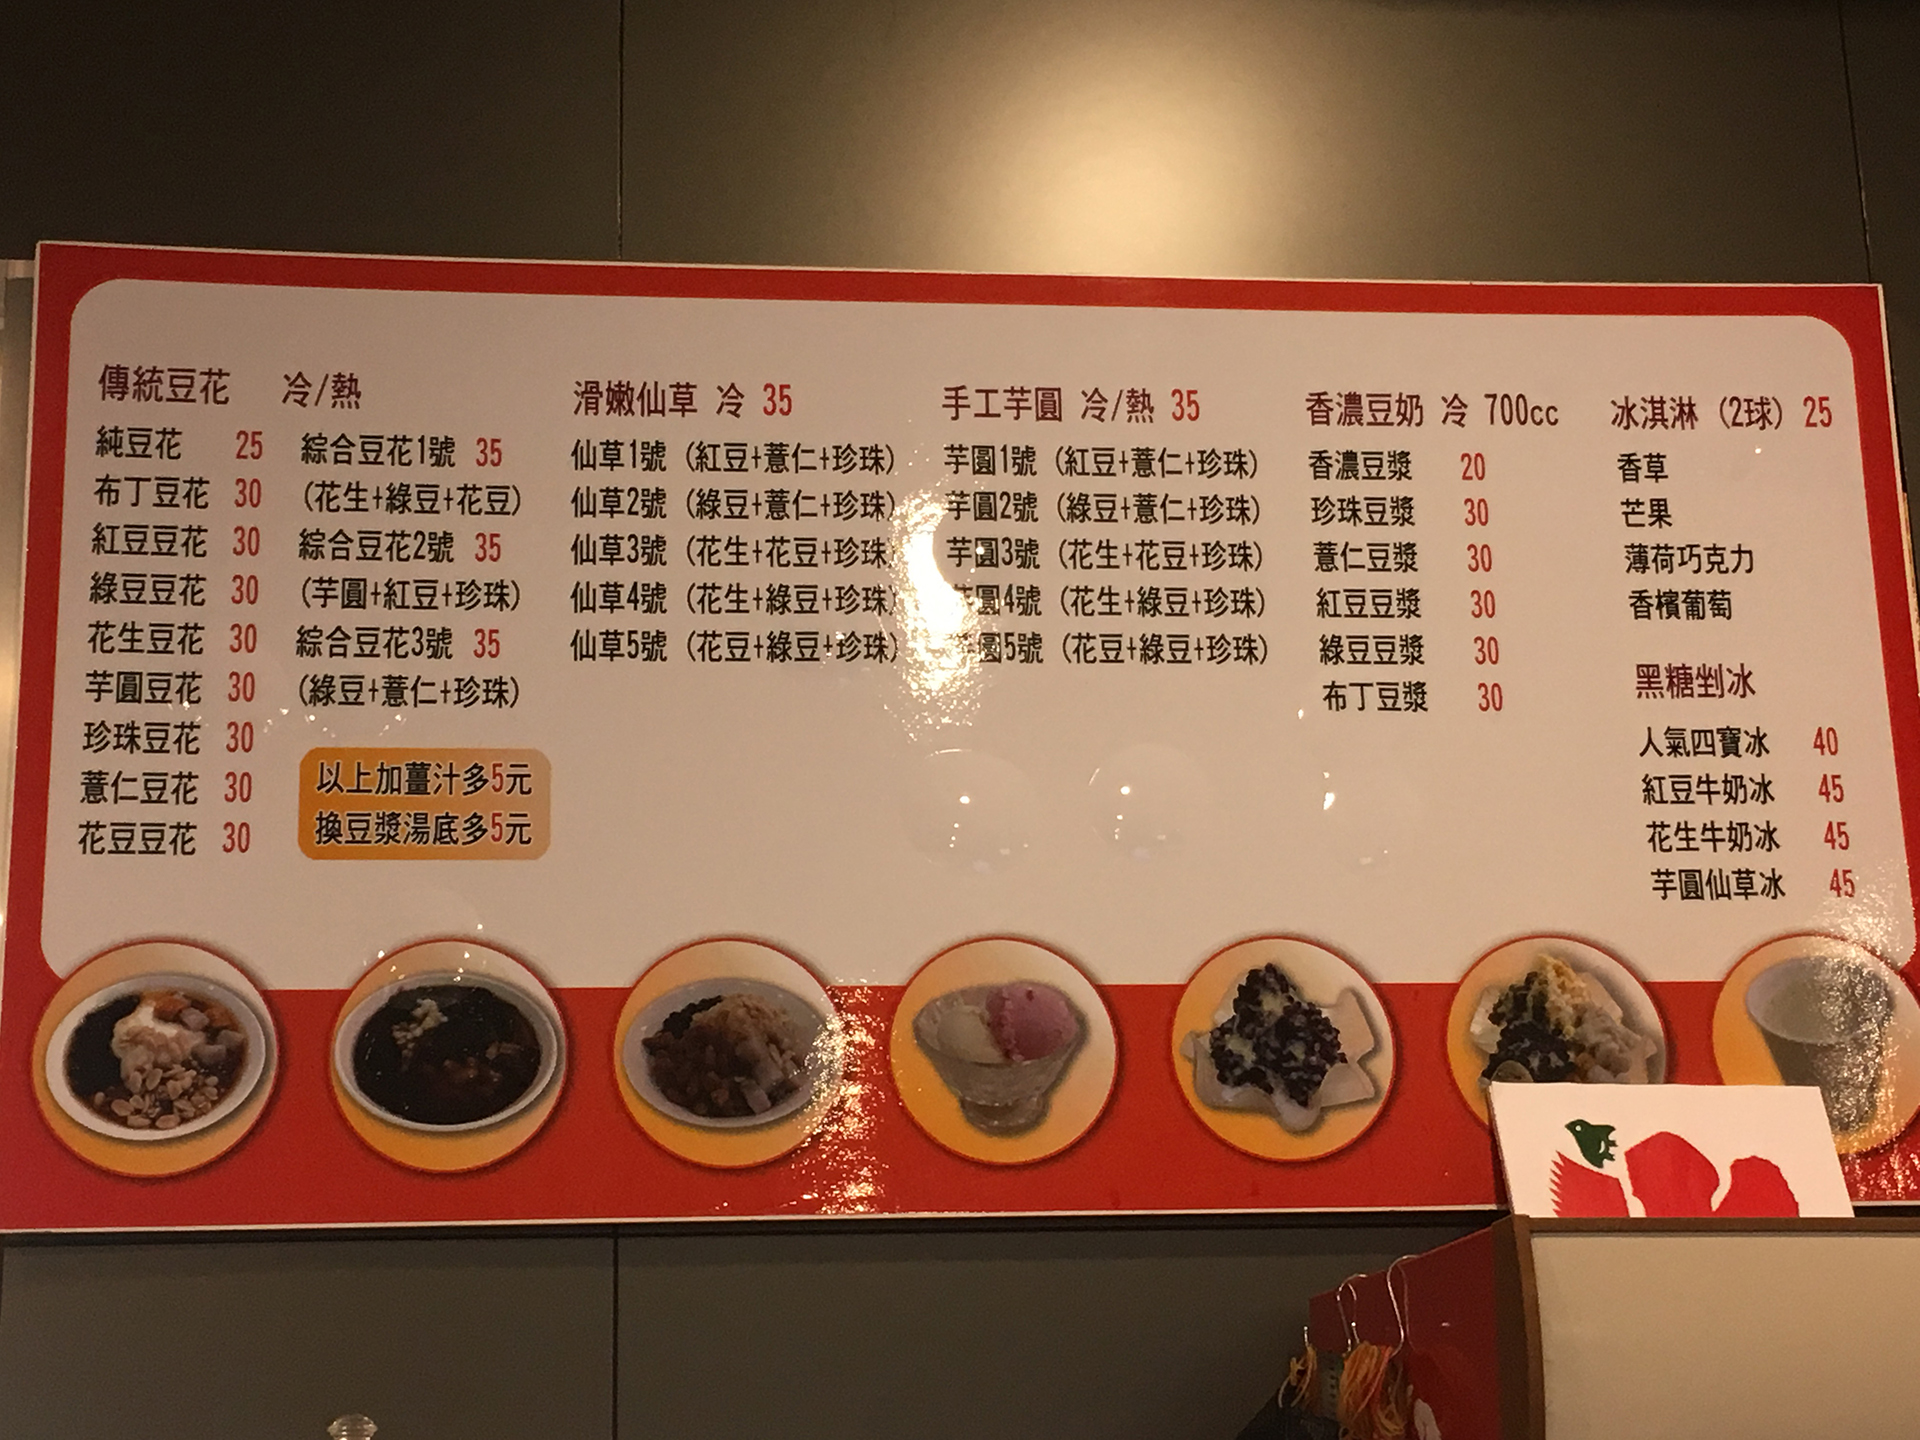 傳統豆花 冷/熱
純豆花 25
布丁豆花 30
紅豆豆花 30
綠豆豆花 30
花生豆花 30
芋圓豆花 30
珍珠豆花 30
薏仁豆花 30
花豆豆花 30
綜合豆花1號 35
(花生+綠豆+花豆)
綜合豆花2號 35
(芋圓+紅豆+珍珠)
綜合豆花3號 35
(綠豆+薏仁+珍珠)
以上加薑汁多5元
換豆漿湯底多5元
滑嫩仙草 冷 35
仙草1號 (紅豆+薏仁+珍珠)
仙草2號 (綠豆+薏仁+珍珠)
仙草3號 (花生+花豆+珍珠)
仙草4號 (花生+綠豆+珍珠)
仙草5號 (花豆+綠豆+珍珠)
手工芋圓 冷/熱 35
芋圓1號 (紅豆+薏仁+珍珠)
芋圓2號 (綠豆+薏仁+珍珠)
芋圓3號 (花生+花豆+珍珠)
芋圓4號 (花生+綠豆+珍珠)
芋圓5號 (花豆+綠豆+珍珠)
香濃豆奶 冷 700cc
香濃豆漿 20
珍珠豆漿 30
薏仁豆漿 30
紅豆豆漿 30
綠豆豆漿 30
布丁豆漿 30
冰淇淋 (2球) 25
香草
芒果
薄荷巧克力
香檳葡萄
黑糖剉冰
人氣四寶冰 40
紅豆牛奶冰 45
花生牛奶冰 45
芋圓仙草冰 45